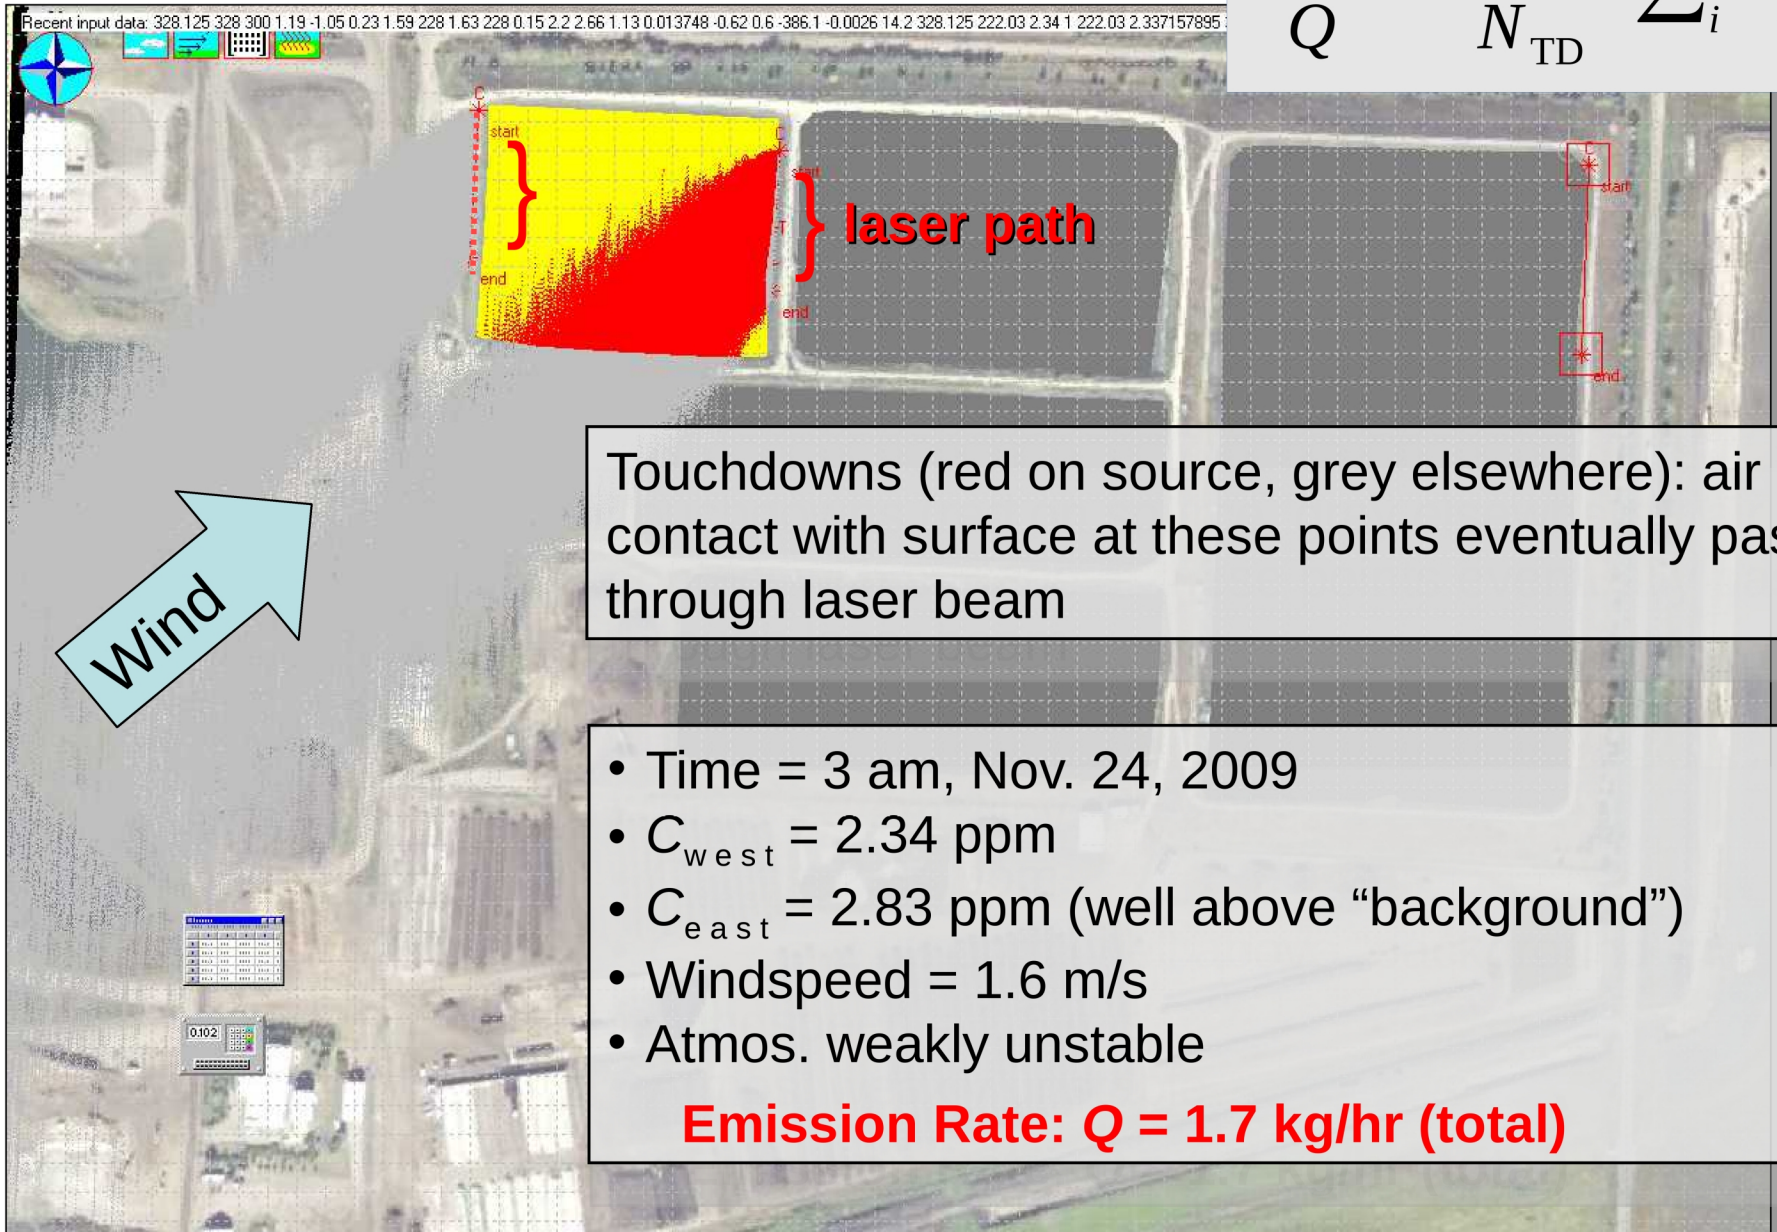 Recent input data: 328.125 328 300 1.19 -1.05 0.23 1.59 228 1.63 228 0.15 2.2 2.66 1.13 0.013748 -0.62 0.6 -386.1 -0.0026 14.2 328.125 222.03 2.34 1 222.03 2.337157895
Q N_TD ∑_i
C
start
}
end
C
start
T
} laser path
end
C
start
end
Touchdowns (red on source, grey elsewhere): air
contact with surface at these points eventually pas
through laser beam
Wind
• Time = 3 am, Nov. 24, 2009
• C_west = 2.34 ppm
• C_east = 2.83 ppm (well above “background”)
• Windspeed = 1.6 m/s
• Atmos. weakly unstable
Emission Rate: Q = 1.7 kg/hr (total)
0.102